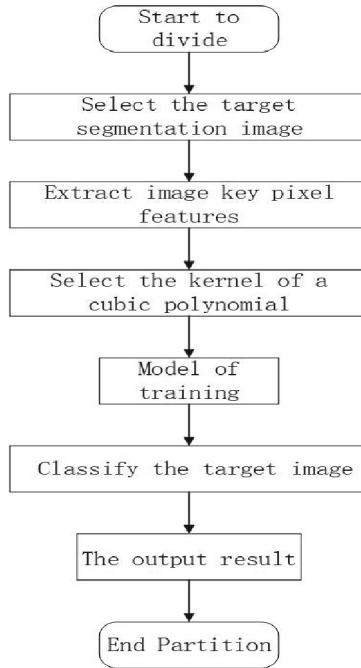 Start to
divide
Select the target
segmentation image
Extract image key pixel
features
Select the kernel of a
cubic polynomial
Model of
training
Classify the target image
The output result
End Partition